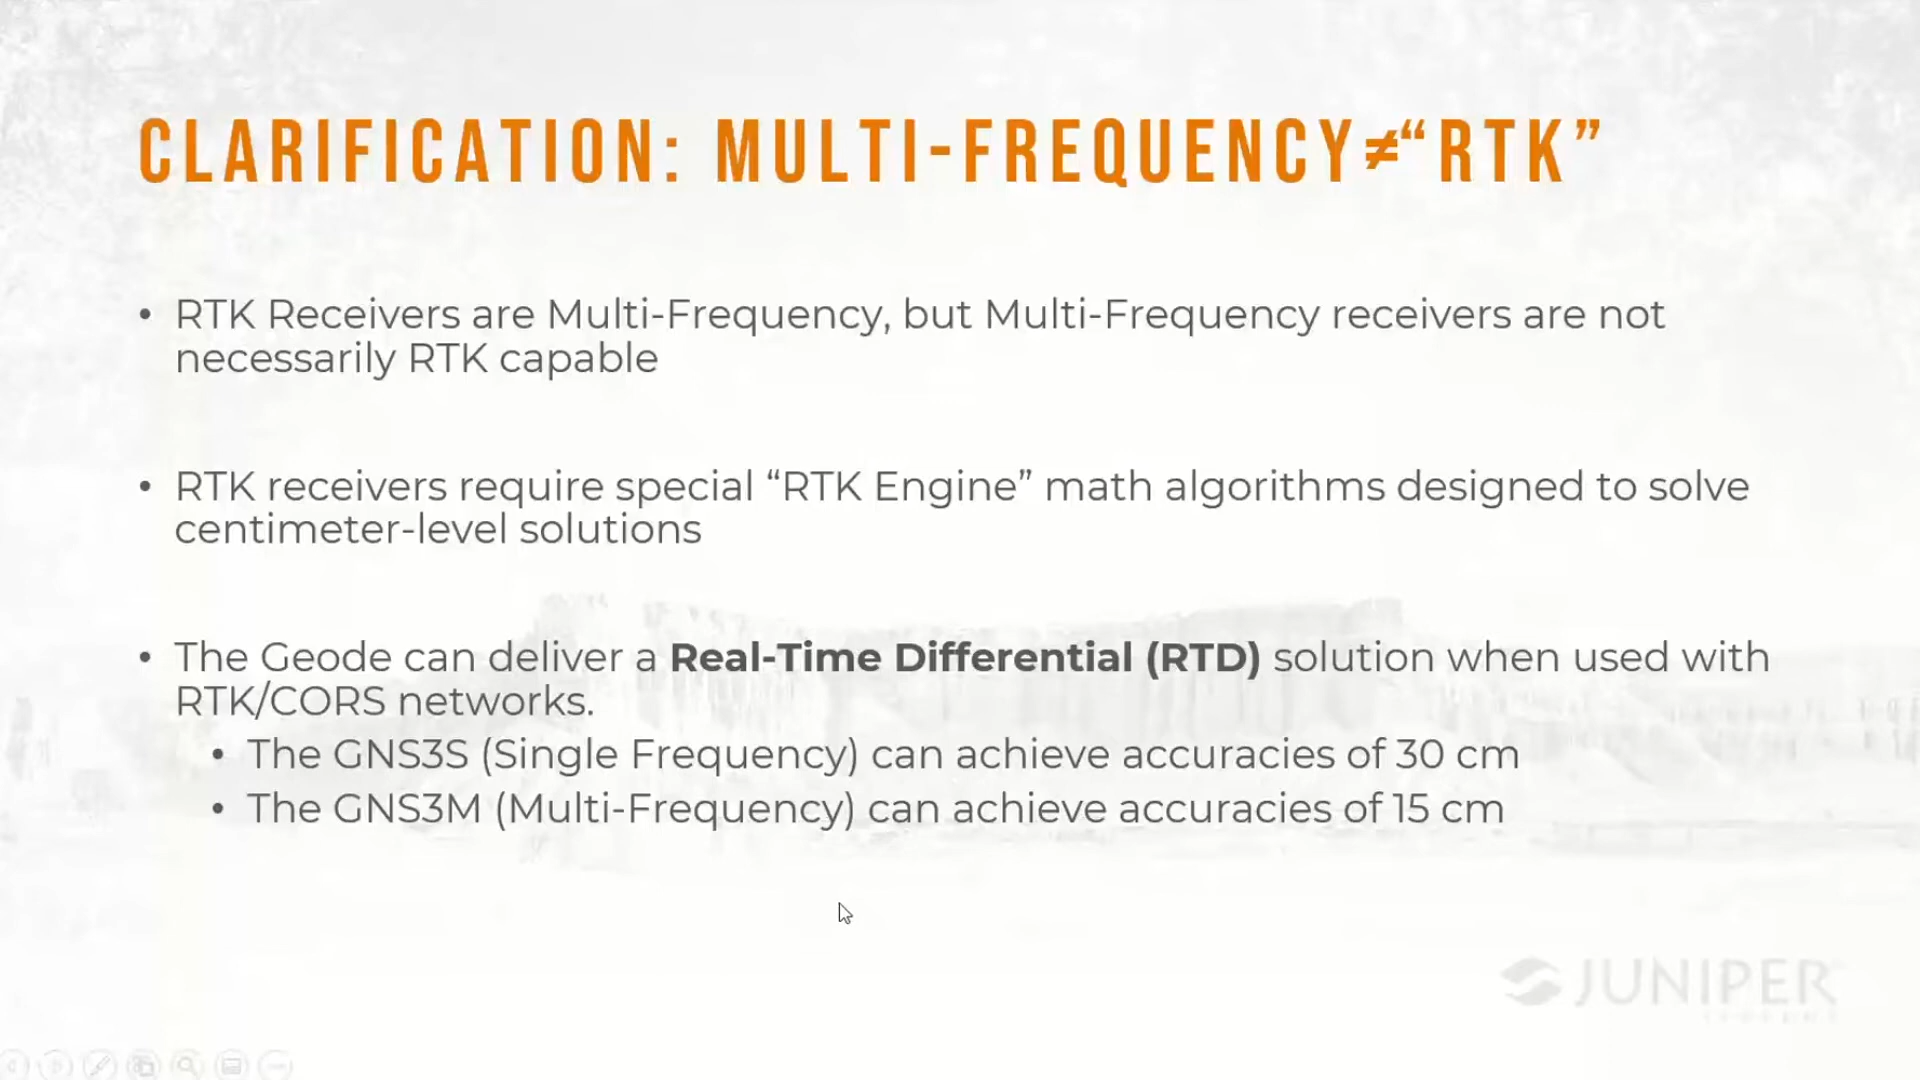 CLARIFICATION: MULTI-FREQUENCY≠“RTK”
• RTK Receivers are Multi-Frequency, but Multi-Frequency receivers are not
necessarily RTK capable
• RTK receivers require special “RTK Engine” math algorithms designed to solve
centimeter-level solutions
• The Geode can deliver a Real-Time Differential (RTD) solution when used with
RTK/CORS networks.
• The GNS3S (Single Frequency) can achieve accuracies of 30 cm
• The GNS3M (Multi-Frequency) can achieve accuracies of 15 cm
JUNIPER